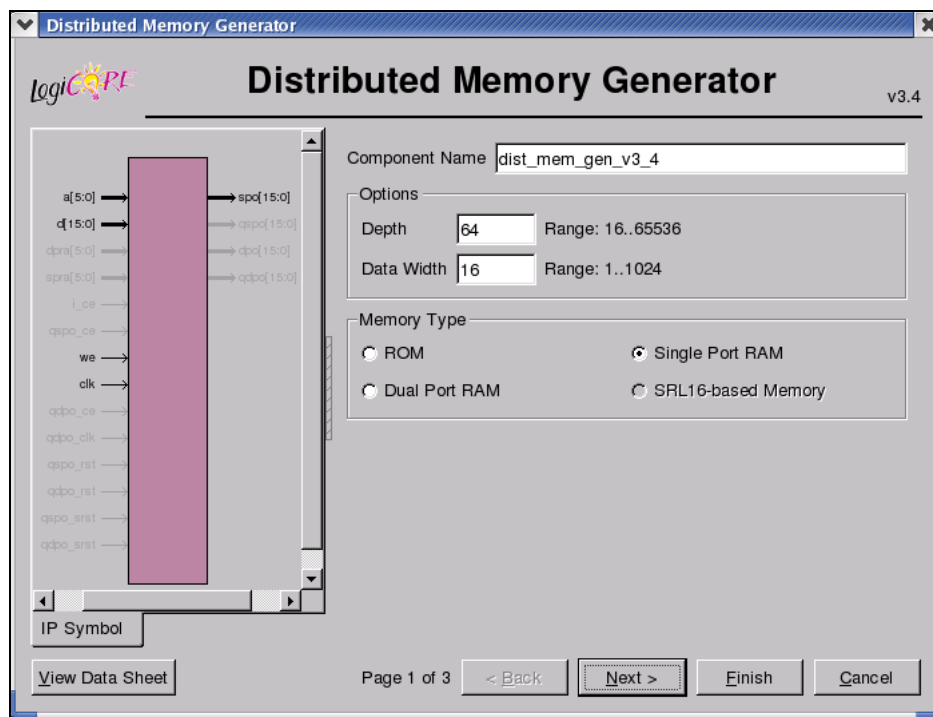 Distributed Memory Generator
LogiCORE
Distributed Memory Generator
v3.4
a[5:0]
spo[15:0]
d[15:0]
qspo[15:0]
dpra[5:0]
dpo[15:0]
spra[5:0]
qdpo[15:0]
i_ce
qspo_ce
we
clk
qdpo_ce
qdpo_clk
qspo_rst
qdpo_rst
qspo_srst
qdpo_srst
IP Symbol
Component Name dist_mem_gen_v3_4
Options
Depth 64 Range: 16..65536
Data Width 16 Range: 1..1024
Memory Type
ROM Single Port RAM
Dual Port RAM SRL16-based Memory
View Data Sheet Page 1 of 3 < Back Next > Finish Cancel